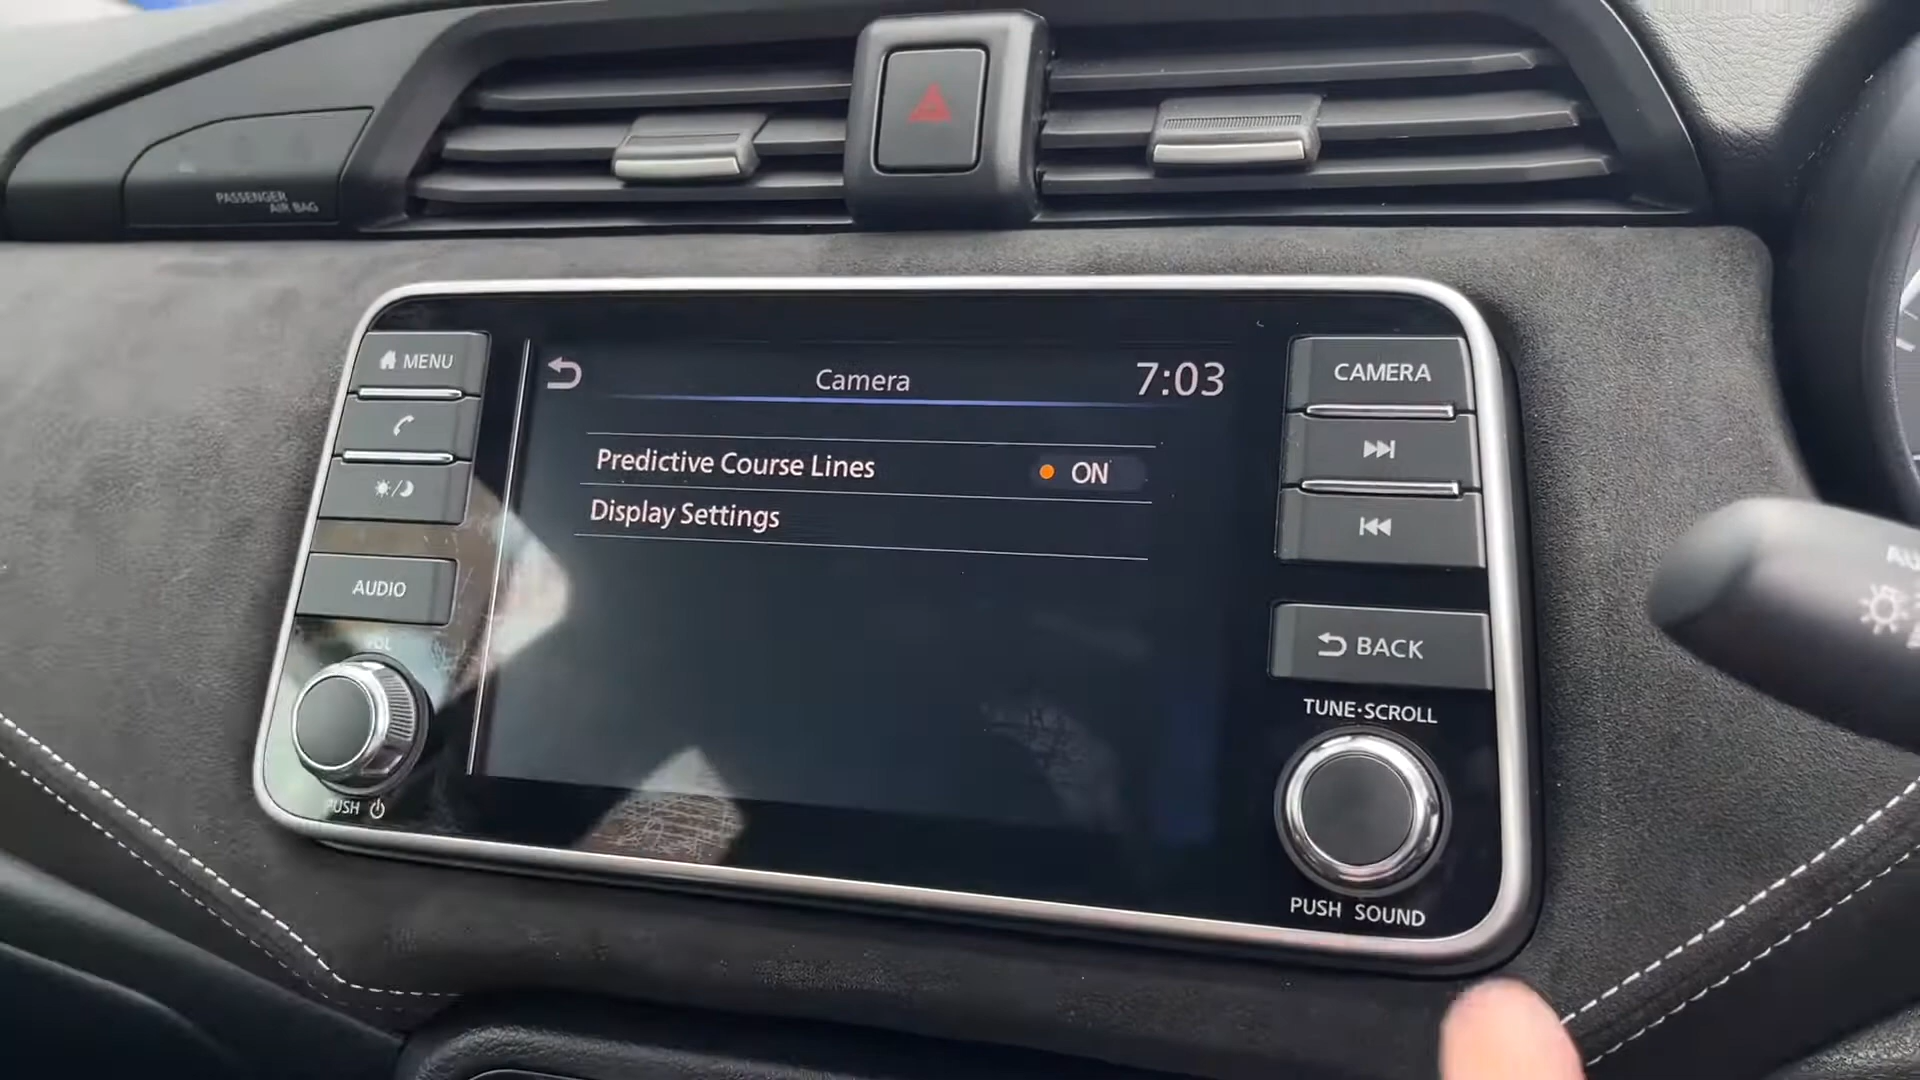 PASSENGER
AIR BAG
MENU
AUDIO
VOL
PUSH
Camera
7:03
Predictive Course Lines
ON
Display Settings
CAMERA
BACK
TUNE·SCROLL
PUSH SOUND